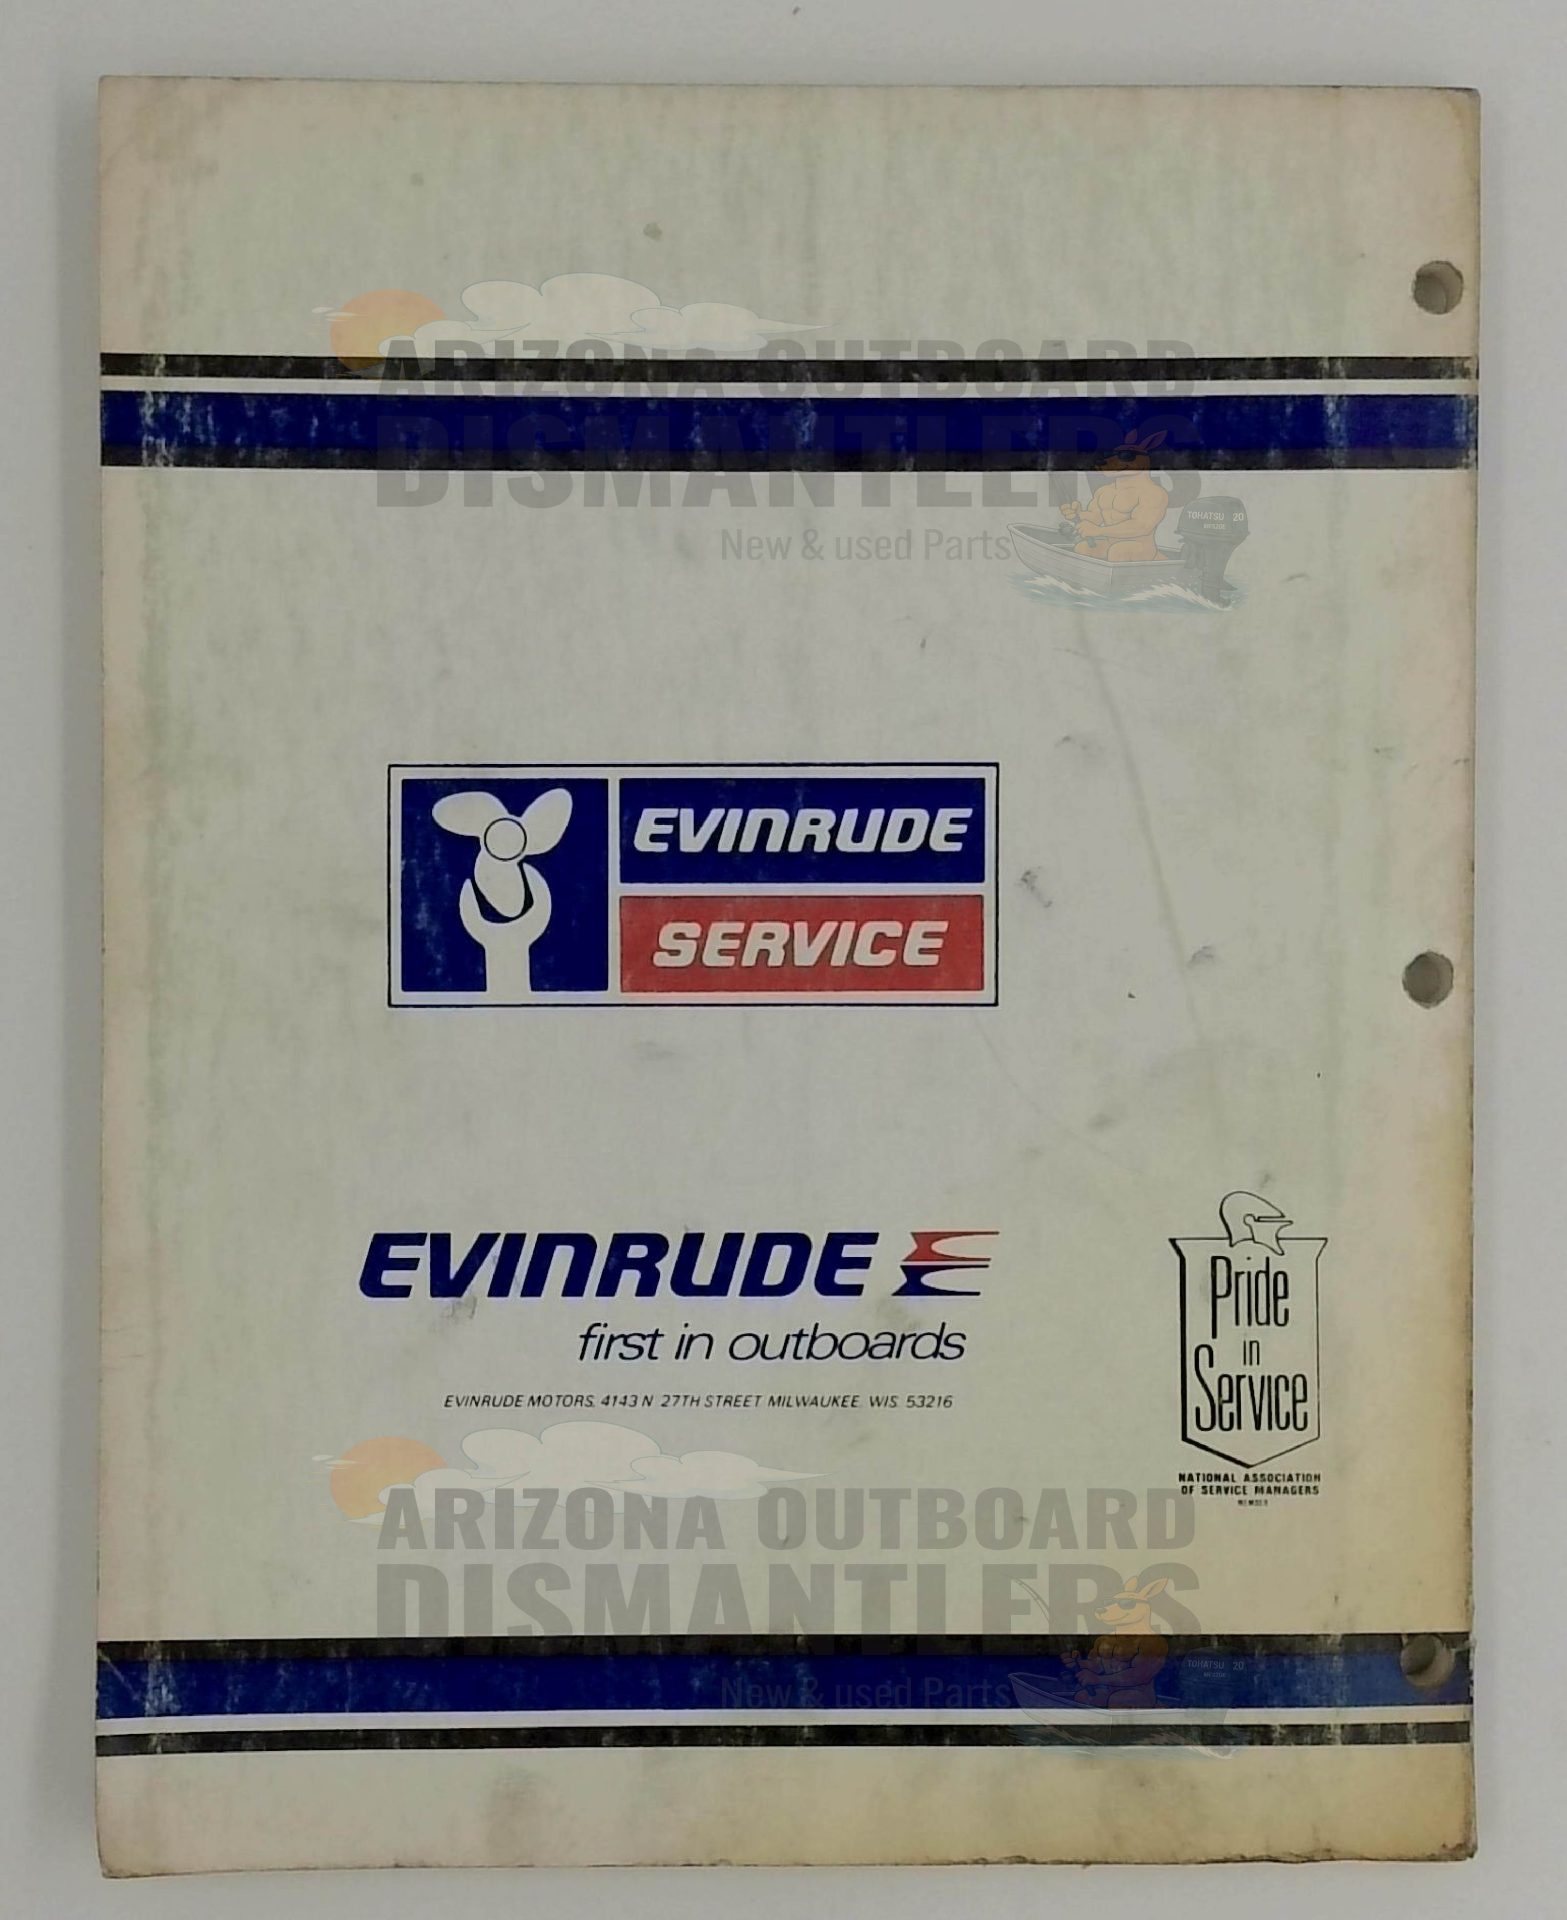 ARIZONA OUTBOARD
DISMANTLERS
New & used Parts
TOHATSU 20
EVINRUDE
SERVICE
EVINRUDE
first in outboards
EVINRUDE MOTORS, 4143 N 27TH STREET MILWAUKEE, WIS 53216
Pride
in
Service
NATIONAL ASSOCIATION
OF SERVICE MANAGERS
MEMBER
ARIZONA OUTBOARD
DISMANTLERS
New & used Parts
TOHATSU 20